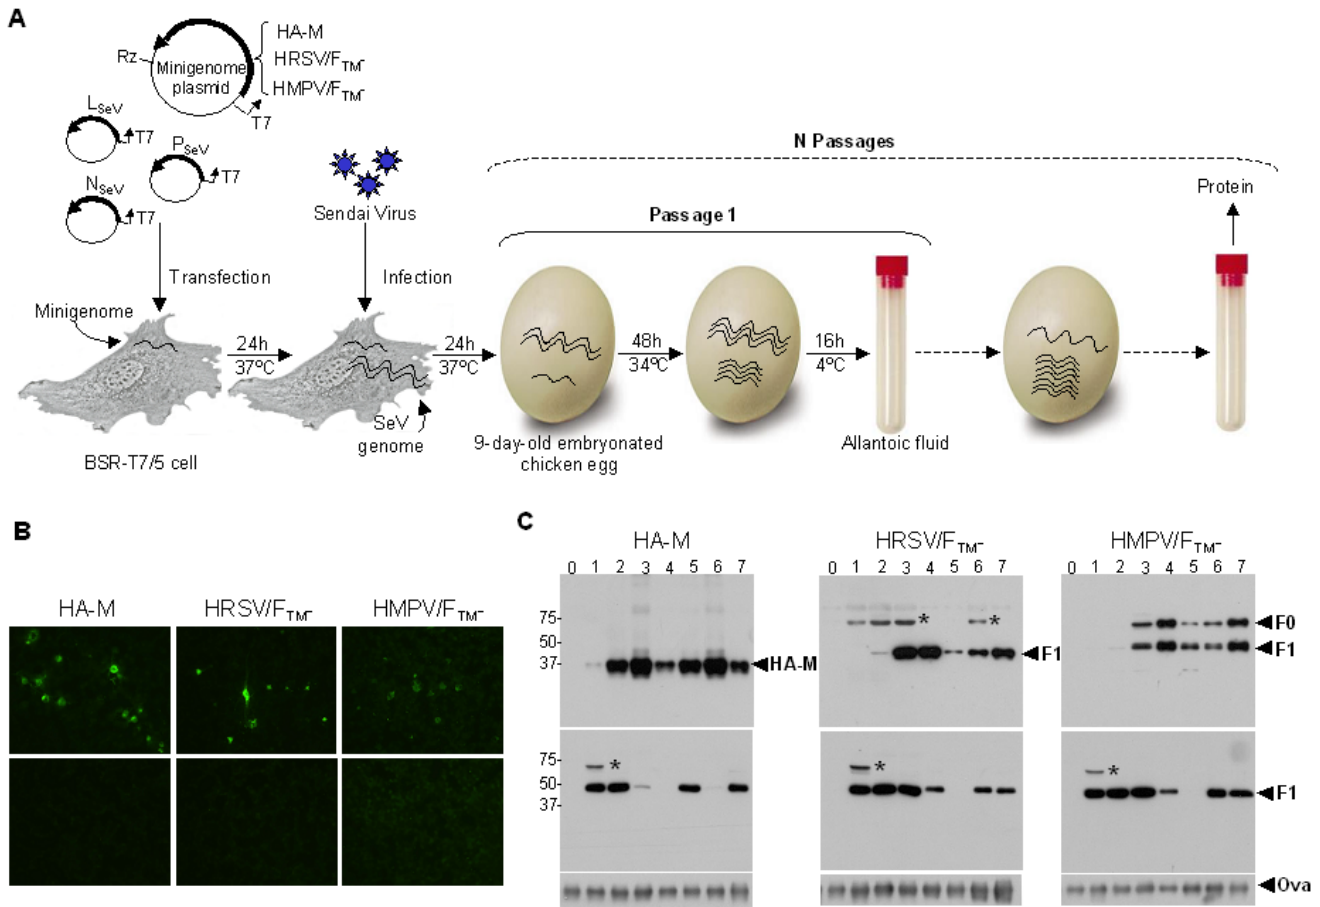 A
HA-M
HRSV/FTM-
HMPV/FTM-
Rz
Minigenome
plasmid
T7
LSeV
T7
PSeV
T7
NSeV
T7
Sendai Virus
N Passages
Passage 1
Protein
Transfection
Infection
Minigenome
24h
37ºC
24h
37ºC
48h
34ºC
16h
4ºC
SeV
genome
BSR-T7/5 cell
9-day-old embryonated
chicken egg
Allantoic fluid
B
HA-M HRSV/FTM- HMPV/FTM-
C
HA-M HRSV/FTM- HMPV/FTM-
0 1 2 3 4 5 6 7 0 1 2 3 4 5 6 7 0 1 2 3 4 5 6 7
75-
50-
37-
HA-M
* *
F1
F0
F1
75-
50-
37-
* * *
F1
Ova